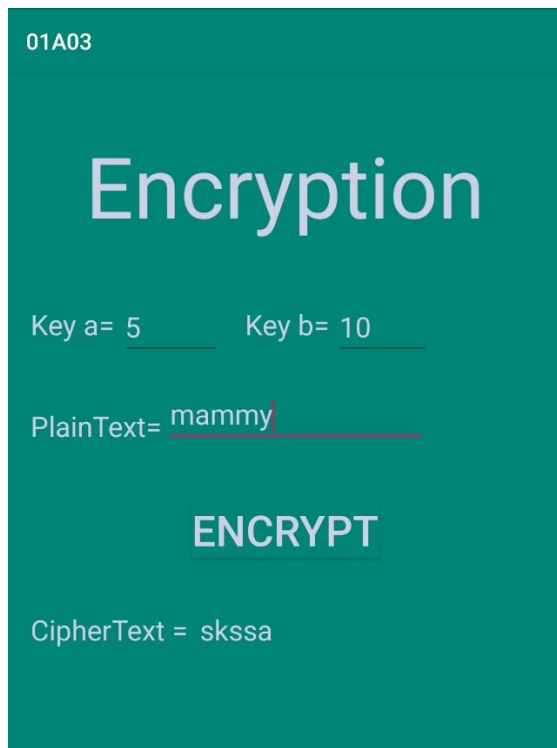 01A03
Encryption
Key a= 5 Key b= 10
PlainText= mammy
ENCRYPT
CipherText = skssa